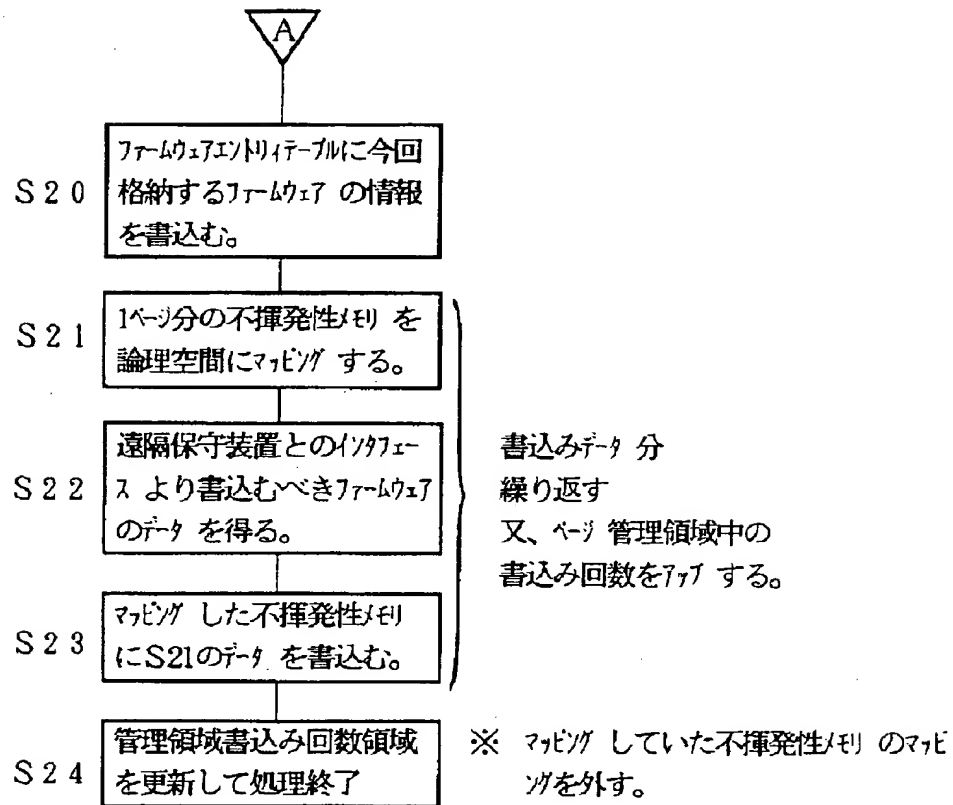 A
S20
ファームウェアエントリィテーブルに今回
格納するファームウェア の情報
を書込む。
S21
1ページ分の不揮発性メモリ を
論理空間にマッピング する。
S22
遠隔保守装置とのインタフェー
ス より書込むべきファームウェア
のデータ を得る。
書込みデータ 分
繰り返す
又、ページ 管理領域中の
書込み回数をアップ する。
S23
マッピング した不揮発性メモリ
にS21のデータ を書込む。
S24
管理領域書込み回数領域
を更新して処理終了
※ マッピング していた不揮発性メモリ のマッピ
ングを外す。